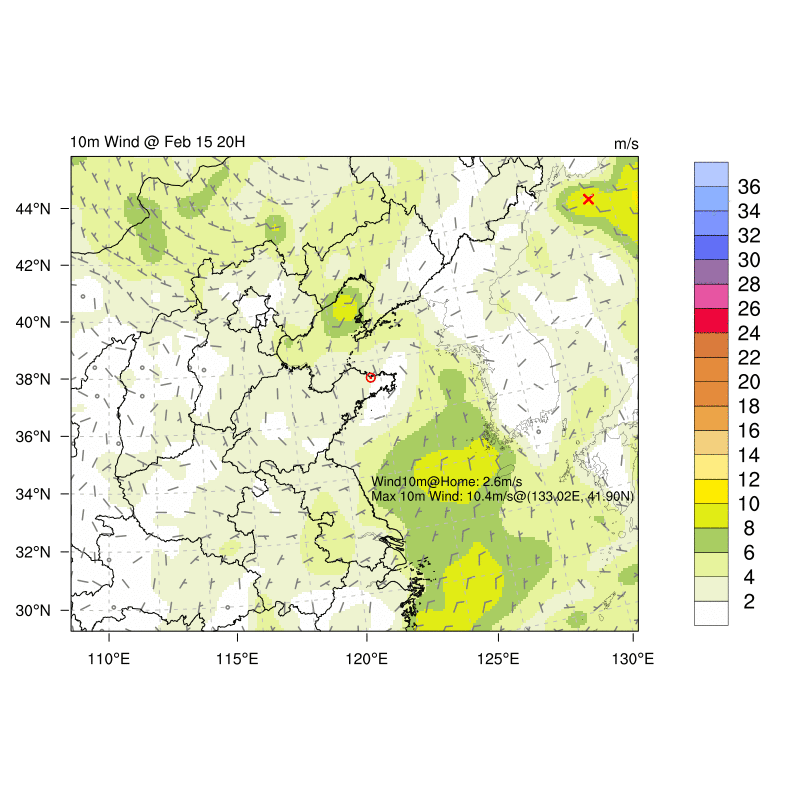 10m Wind @ Feb 15 20H
m/s
44°N
42°N
40°N
38°N
36°N
34°N
32°N
30°N
110°E
115°E
120°E
125°E
130°E
Wind10m@Home: 2.6m/s
Max 10m Wind: 10.4m/s@(133.02E, 41.90N)
36
34
32
30
28
26
24
22
20
18
16
14
12
10
8
6
4
2